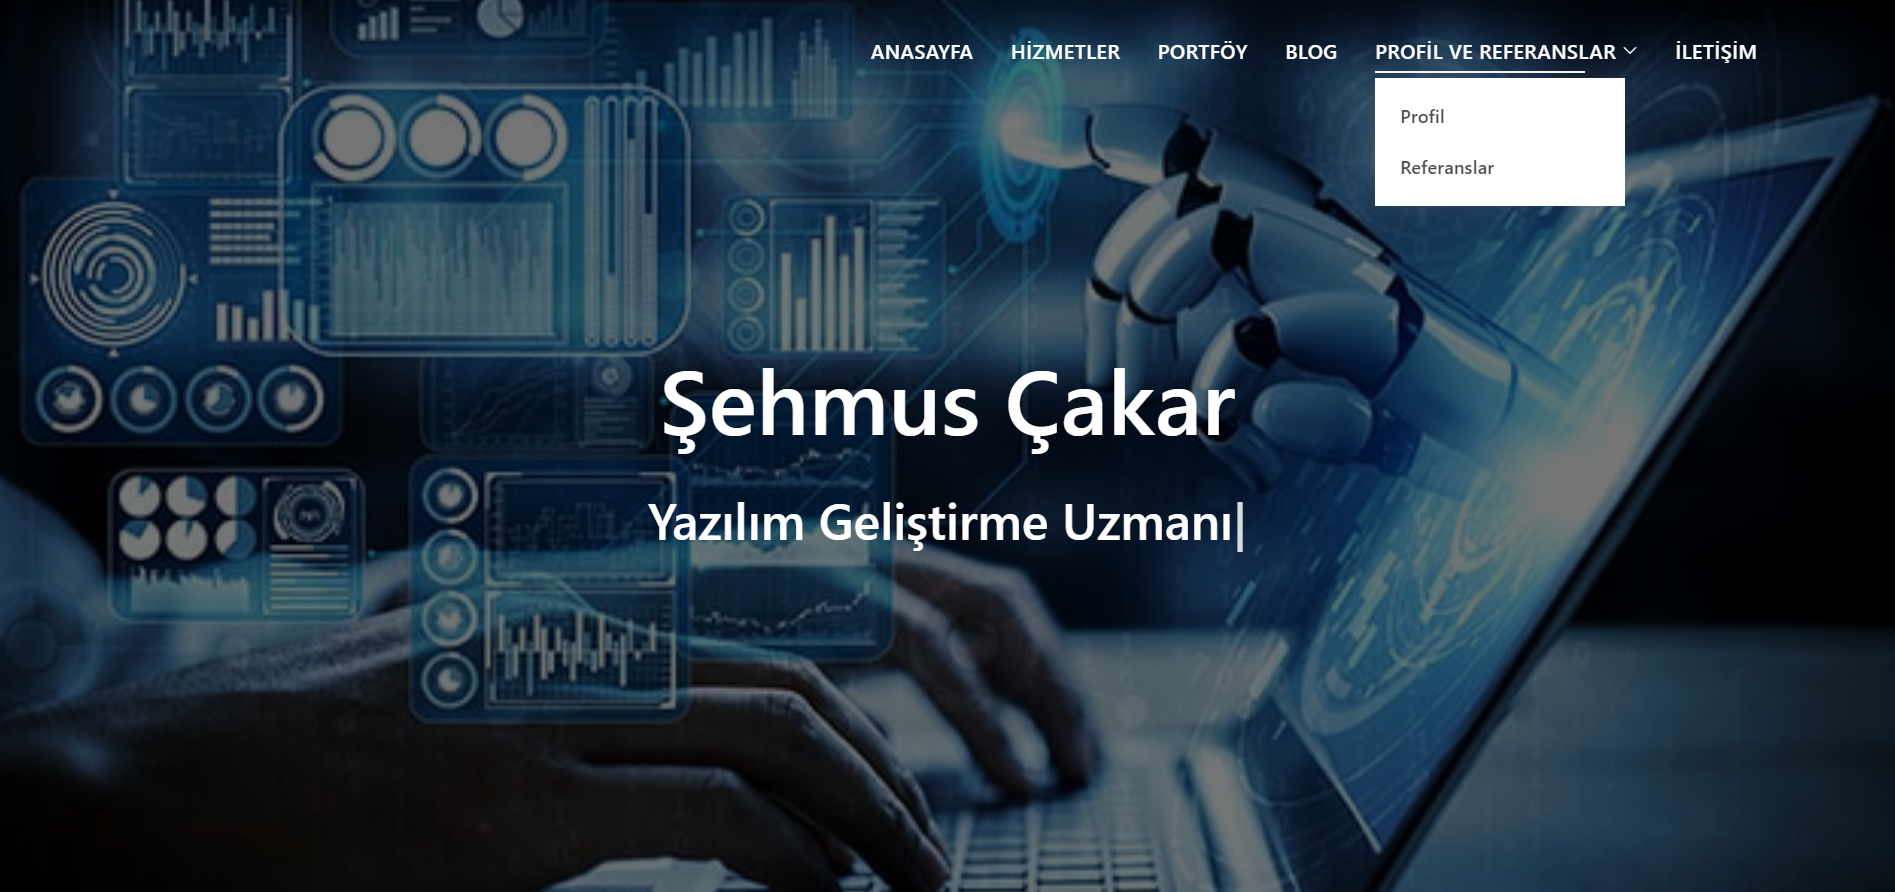 ANASAYFA HİZMETLER PORTFÖY BLOG PROFİL VE REFERANSLAR İLETİŞİM
Profil
Referanslar
Şehmus Çakar
Yazılım Geliştirme Uzmanı|